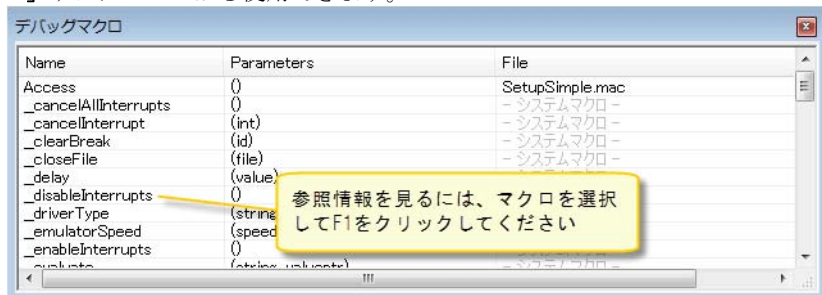 デバッグマクロ
Name Parameters File
Access () SetupSimple.mac
_cancelAllInterrupts () - システムマクロ -
_cancelInterrupt (int) - システムマクロ -
_clearBreak (id) - システムマクロ -
_closeFile (file) - システムマクロ -
_delay (value)
_disableInterrupts ()
_driverType (string
_emulatorSpeed (speed
_enableInterrupts ()
参照情報を見るには、マクロを選択
してF1をクリックしてください